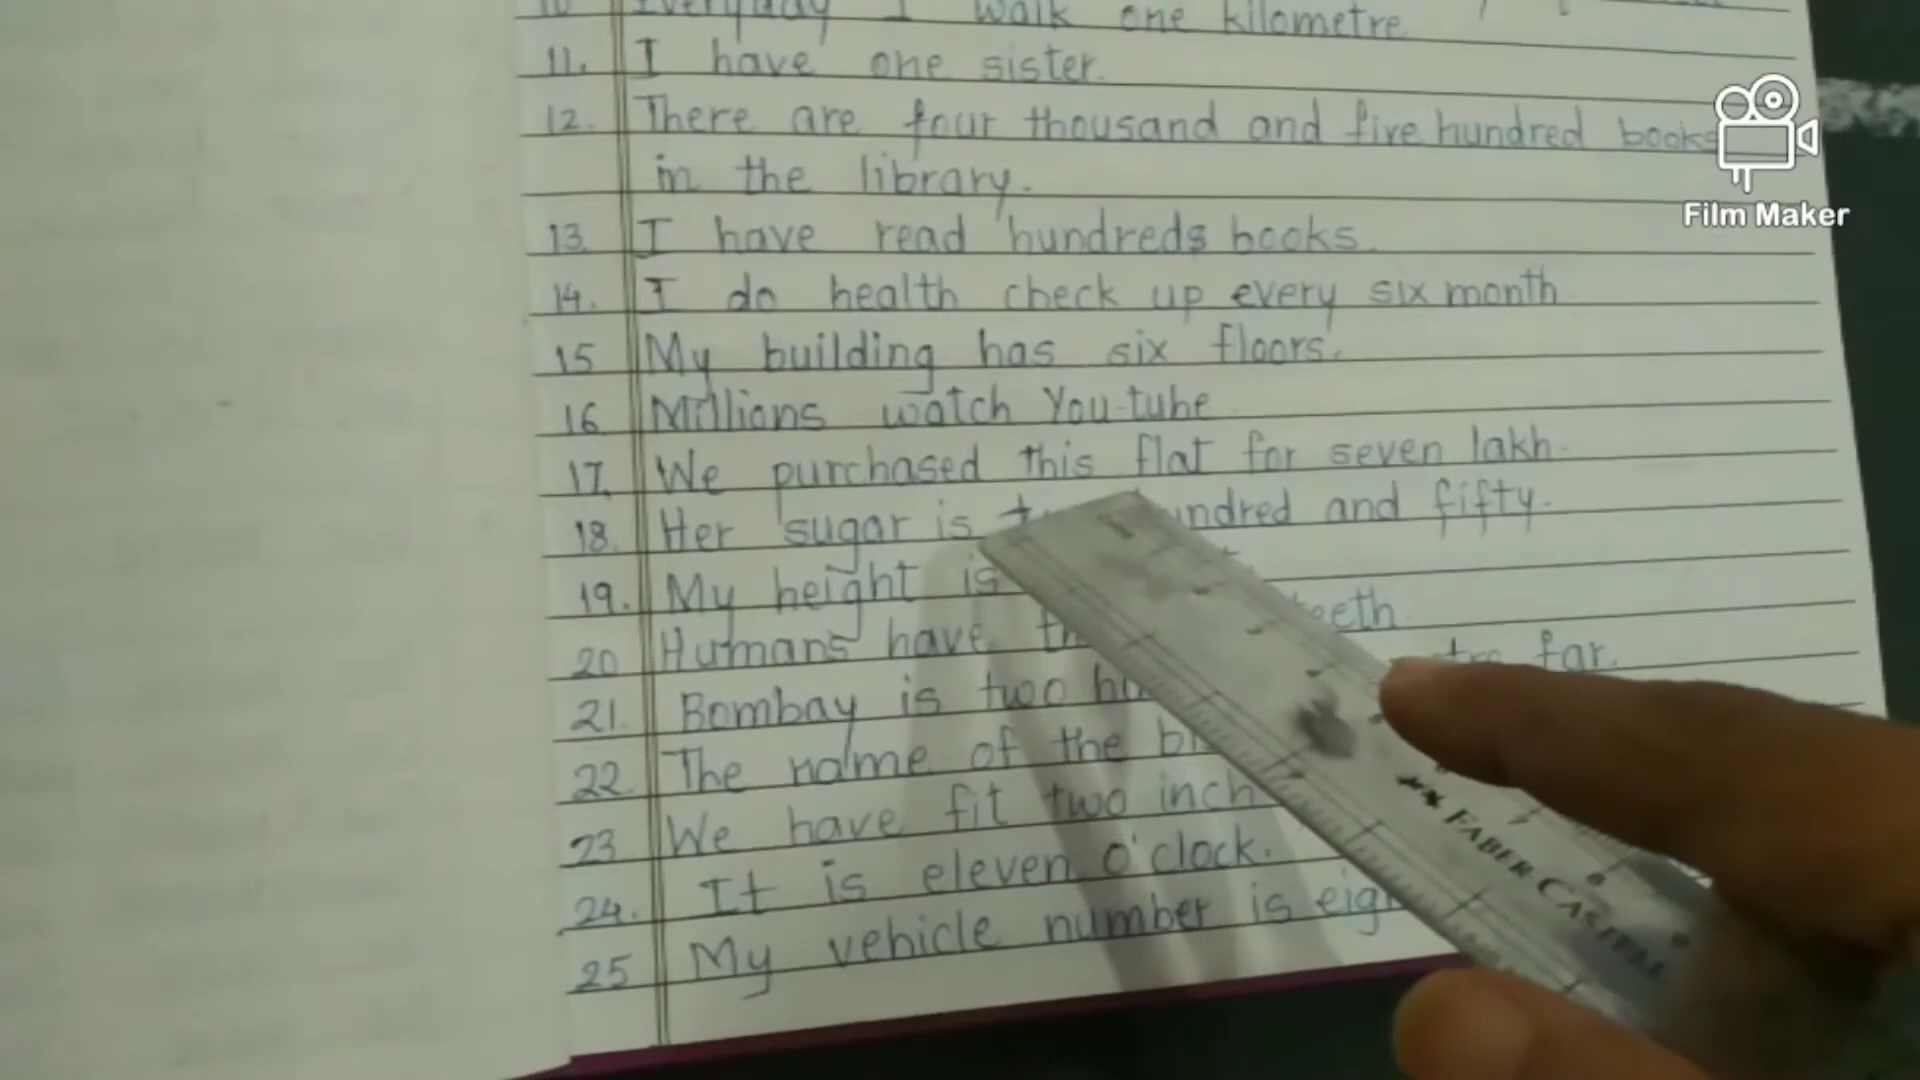 10 Everyday I walk one kilometre
11. I have one sister.
12. There are four thousand and five hundred books
in the library.
13. I have read hundreds books.
14. I do health check up every six month
15 My building has six floors.
16 Millions watch You-tube.
17. We purchased this flat for seven lakh.
18. Her sugar is and fifty.
19. My height is
20 Humans have teeth.
21. Bombay is two far.
22. The name of the
23 We have fit two inch
24. It is eleven o'clock.
25 My vehicle number is
Film Maker
FABER CASTELL